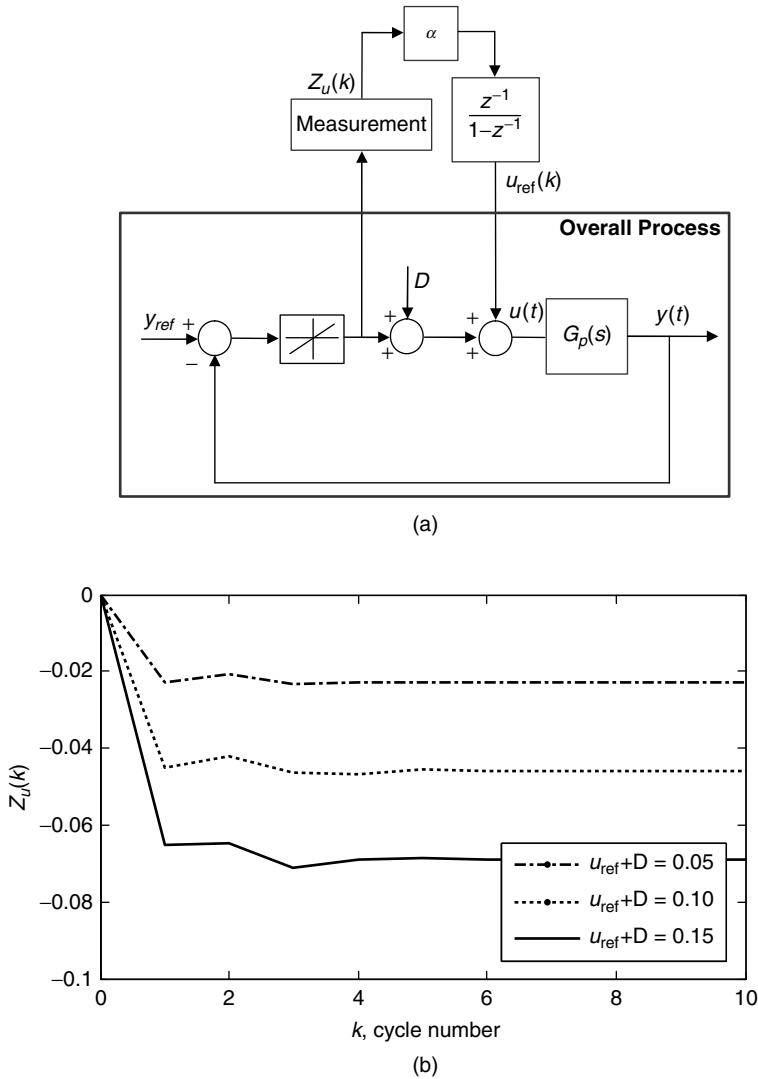 α
Z_u(k)
Measurement
z^{−1}
1−z^{−1}
u_ref(k)
Overall Process
D
y_ref
+
−
+
+
+
+
u(t)
G_p(s)
y(t)
(a)
0
−0.02
−0.04
−0.06
−0.08
−0.1
Z_u(k)
u_ref+D = 0.05
u_ref+D = 0.10
u_ref+D = 0.15
0 2 4 6 8 10
k, cycle number
(b)